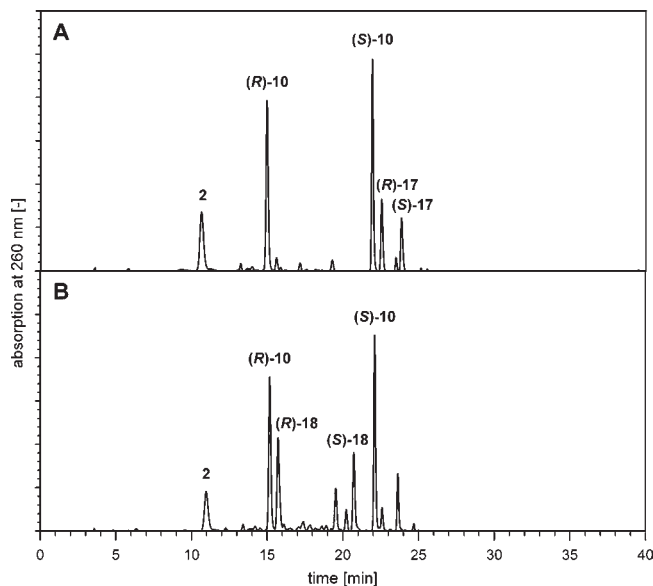 A
(S)-10
(R)-10
(R)-17
2
(S)-17
B
(S)-10
(R)-10
(R)-18
(S)-18
2
absorption at 260 nm [-]
0 5 10 15 20 25 30 35 40
time [min]